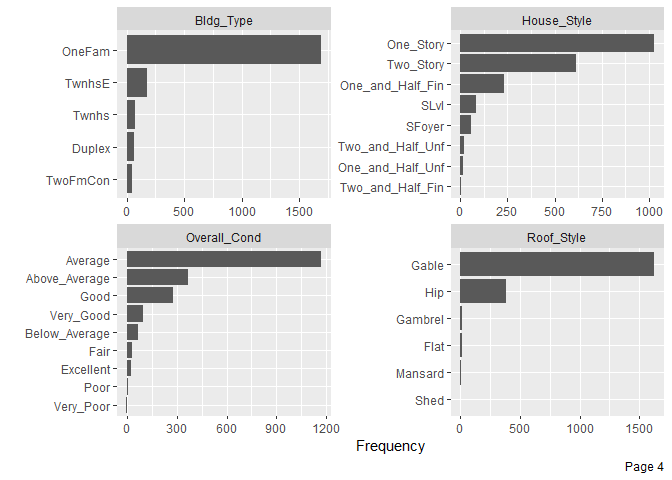 Bldg_Type
OneFam
TwnhsE
Twnhs
Duplex
TwoFmCon
0 500 1000 1500
House_Style
One_Story
Two_Story
One_and_Half_Fin
SLvl
SFoyer
Two_and_Half_Unf
One_and_Half_Unf
Two_and_Half_Fin
0 250 500 750 1000
Overall_Cond
Average
Above_Average
Good
Very_Good
Below_Average
Fair
Excellent
Poor
Very_Poor
0 300 600 900 1200
Roof_Style
Gable
Hip
Gambrel
Flat
Mansard
Shed
0 500 1000 1500
Frequency
Page 4